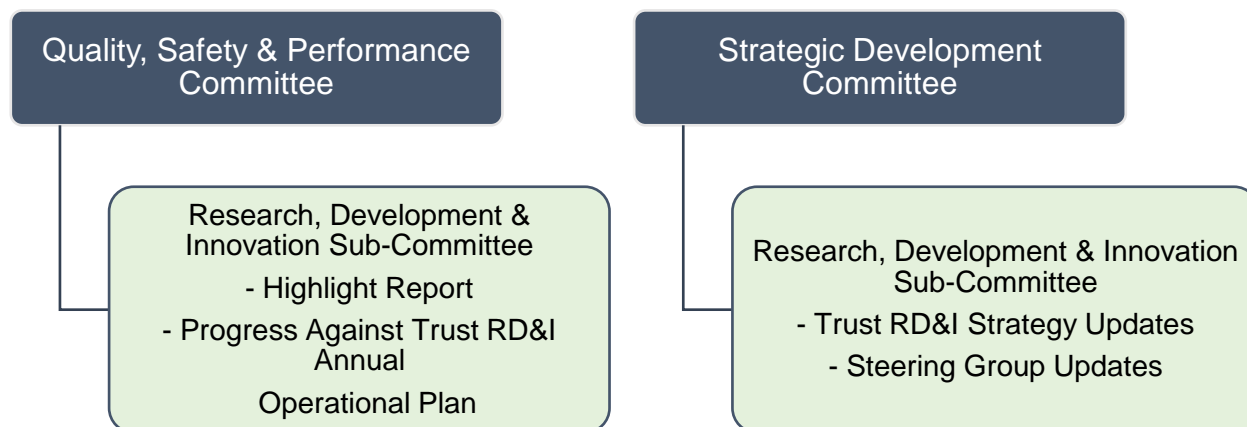 Quality, Safety & Performance
Committee
Research, Development &
Innovation Sub-Committee
- Highlight Report
- Progress Against Trust RD&I
Annual
Operational Plan
Strategic Development
Committee
Research, Development & Innovation
Sub-Committee
- Trust RD&I Strategy Updates
- Steering Group Updates